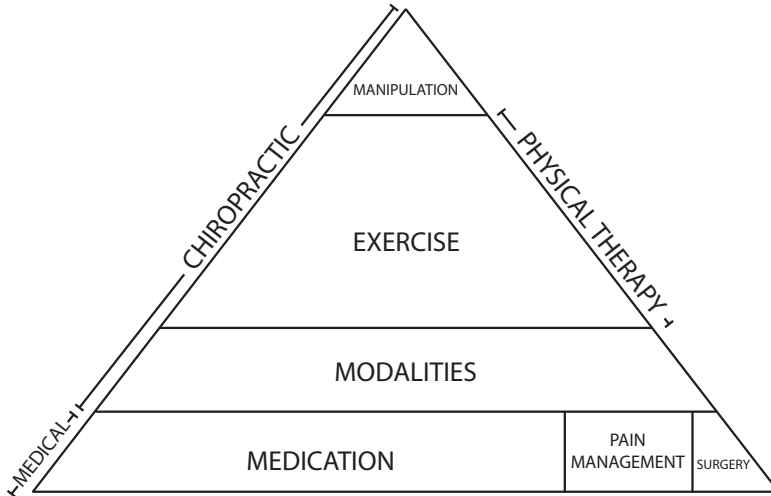 MANIPULATION
CHIROPRACTIC
PHYSICAL THERAPY
EXERCISE
MODALITIES
MEDICAL
MEDICATION
PAIN
MANAGEMENT
SURGERY